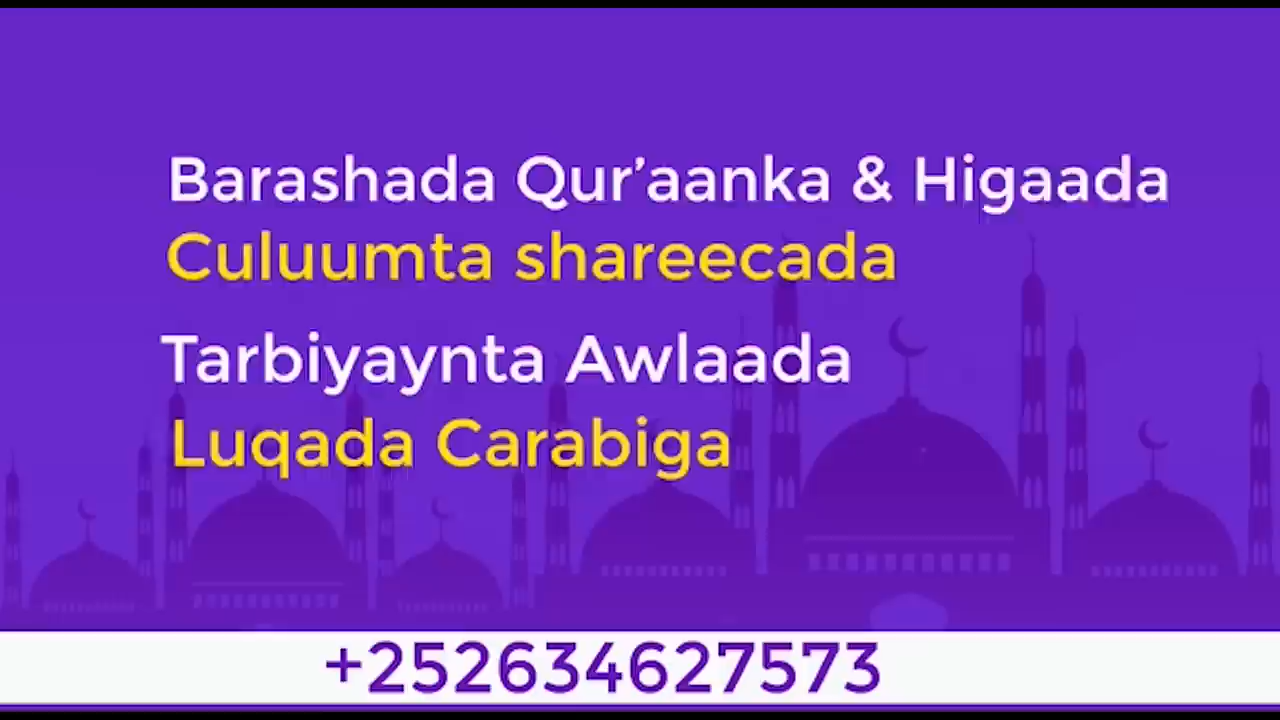 Barashada Qur’aanka & Higaada
Culuumta shareecada
Tarbiyaynta Awlaada
Luqada Carabiga
+252634627573